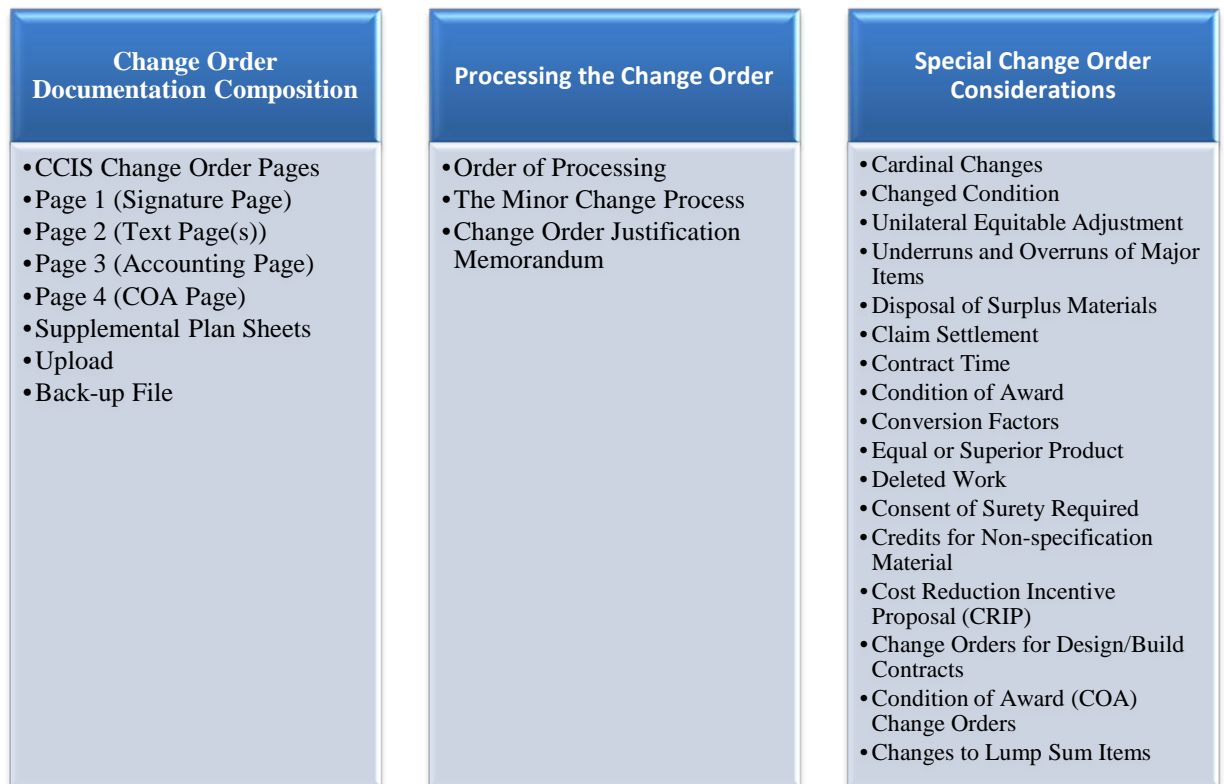 Change Order
Documentation Composition
•CCIS Change Order Pages
•Page 1 (Signature Page)
•Page 2 (Text Page(s))
•Page 3 (Accounting Page)
•Page 4 (COA Page)
•Supplemental Plan Sheets
•Upload
•Back-up File
Processing the Change Order
•Order of Processing
•The Minor Change Process
•Change Order Justification
Memorandum
Special Change Order
Considerations
•Cardinal Changes
•Changed Condition
•Unilateral Equitable Adjustment
•Underruns and Overruns of Major
Items
•Disposal of Surplus Materials
•Claim Settlement
•Contract Time
•Condition of Award
•Conversion Factors
•Equal or Superior Product
•Deleted Work
•Consent of Surety Required
•Credits for Non-specification
Material
•Cost Reduction Incentive
Proposal (CRIP)
•Change Orders for Design/Build
Contracts
•Condition of Award (COA)
Change Orders
•Changes to Lump Sum Items